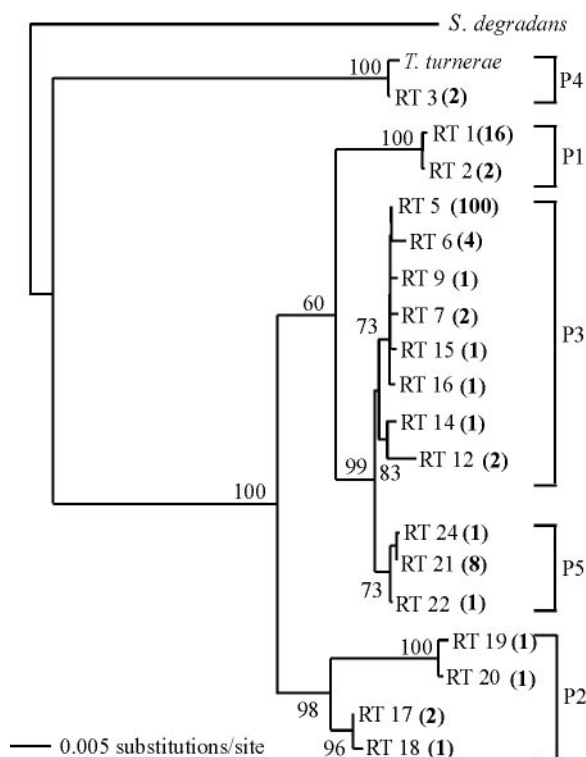 S. degradans
T. turnerae
100
RT 3 (2)
P4
100
RT 1 (16)
RT 2 (2)
P1
RT 5 (100)
RT 6 (4)
RT 9 (1)
RT 7 (2)
73
RT 15 (1)
RT 16 (1)
RT 14 (1)
RT 12 (2)
83
P3
60
99
100
RT 24 (1)
RT 21 (8)
RT 22 (1)
73
P5
RT 19 (1)
100
RT 20 (1)
RT 17 (2)
RT 18 (1)
98
96
P2
0.005 substitutions/site